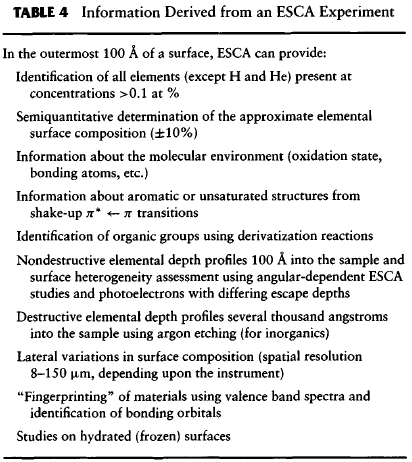 TABLE 4 Information Derived from an ESCA Experiment
In the outermost 100 Å of a surface, ESCA can provide:
Identification of all elements (except H and He) present at
concentrations >0.1 at %
Semiquantitative determination of the approximate elemental
surface composition (±10%)
Information about the molecular environment (oxidation state,
bonding atoms, etc.)
Information about aromatic or unsaturated structures from
shake-up π* ← π transitions
Identification of organic groups using derivatization reactions
Nondestructive elemental depth profiles 100 Å into the sample and
surface heterogeneity assessment using angular-dependent ESCA
studies and photoelectrons with differing escape depths
Destructive elemental depth profiles several thousand angstroms
into the sample using argon etching (for inorganics)
Lateral variations in surface composition (spatial resolution
8–150 μm, depending upon the instrument)
“Fingerprinting” of materials using valence band spectra and
identification of bonding orbitals
Studies on hydrated (frozen) surfaces